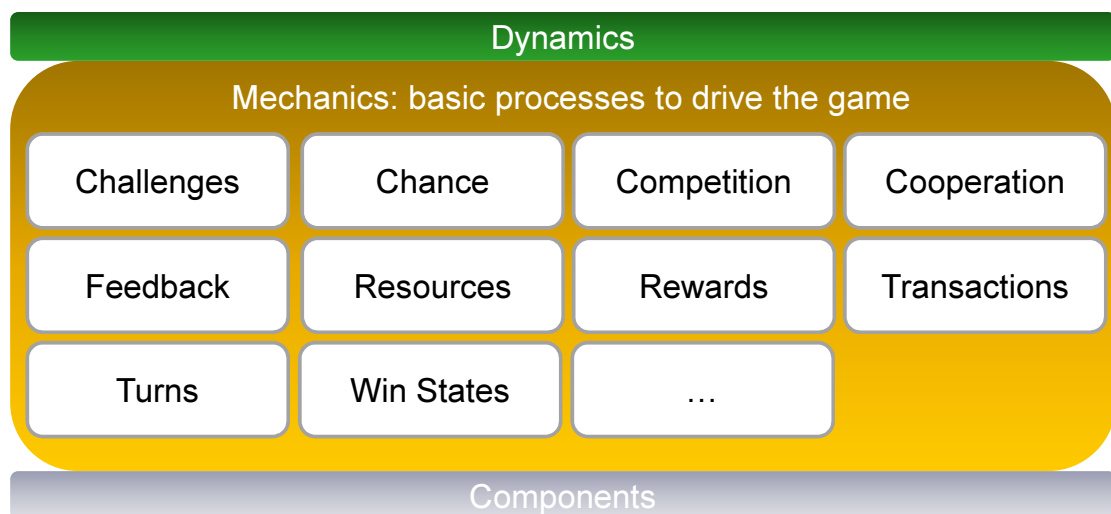 Dynamics
Mechanics: basic processes to drive the game
Challenges
Chance
Competition
Cooperation
Feedback
Resources
Rewards
Transactions
Turns
Win States
…
Components